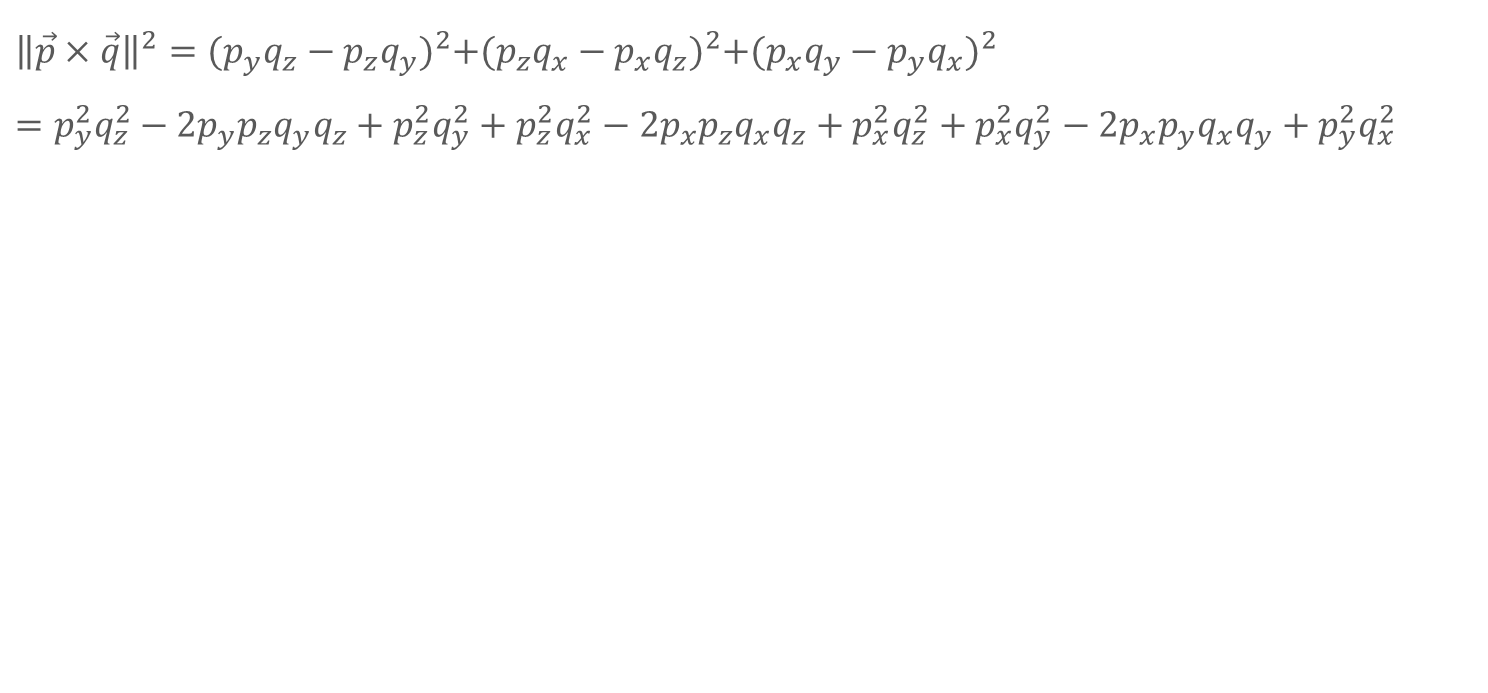 ‖p⃗ × q⃗‖² = (p_y q_z − p_z q_y)²+(p_z q_x − p_x q_z)²+(p_x q_y − p_y q_x)²
= p_y² q_z² − 2p_y p_z q_y q_z + p_z² q_y² + p_z² q_x² − 2p_x p_z q_x q_z + p_x² q_z² + p_x² q_y² − 2p_x p_y q_x q_y + p_y² q_x²